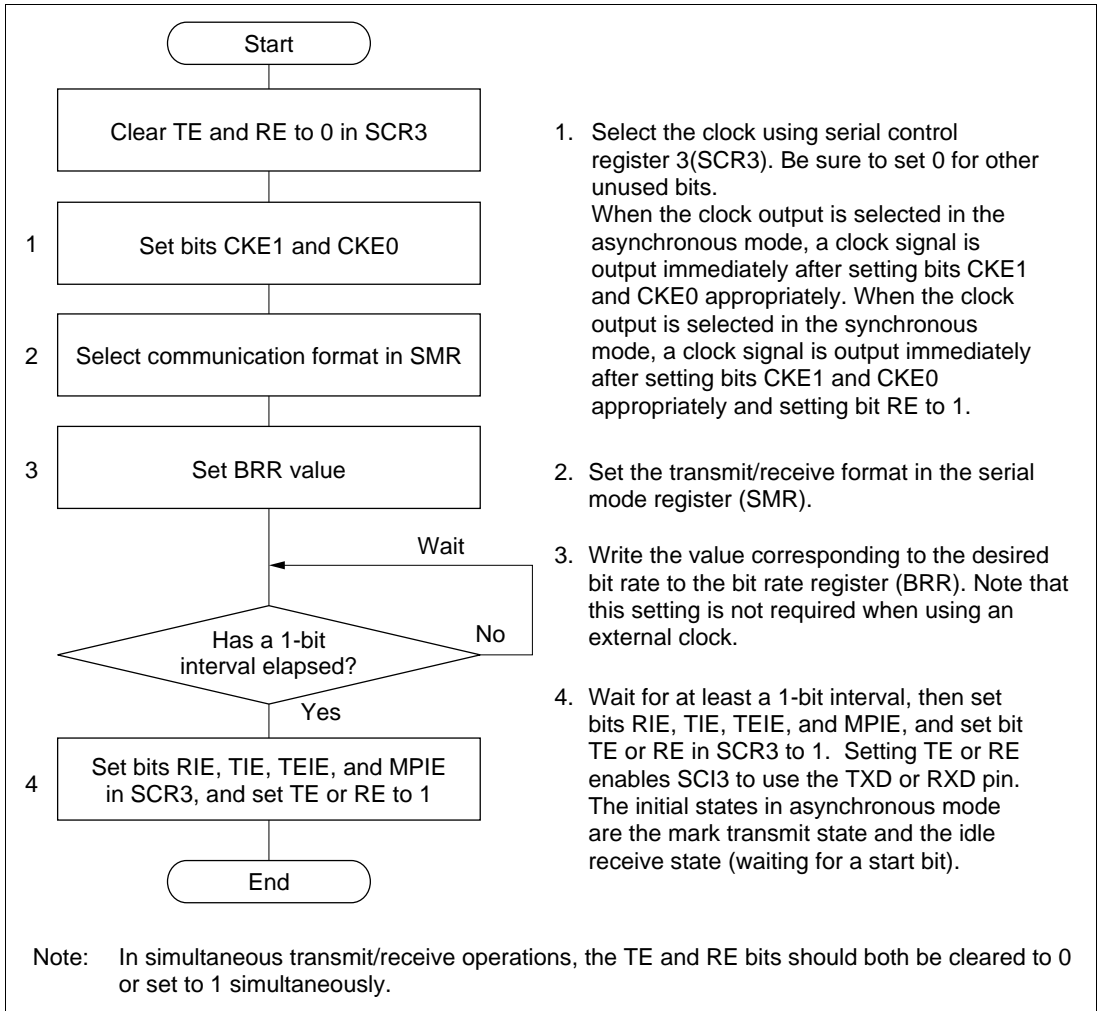 Start
Clear TE and RE to 0 in SCR3
1
Set bits CKE1 and CKE0
2
Select communication format in SMR
3
Set BRR value
Wait
Has a 1-bit
interval elapsed?
No
Yes
4
Set bits RIE, TIE, TEIE, and MPIE
in SCR3, and set TE or RE to 1
End
1. Select the clock using serial control
register 3(SCR3). Be sure to set 0 for other
unused bits.
When the clock output is selected in the
asynchronous mode, a clock signal is
output immediately after setting bits CKE1
and CKE0 appropriately. When the clock
output is selected in the synchronous
mode, a clock signal is output immediately
after setting bits CKE1 and CKE0
appropriately and setting bit RE to 1.
2. Set the transmit/receive format in the serial
mode register (SMR).
3. Write the value corresponding to the desired
bit rate to the bit rate register (BRR). Note that
this setting is not required when using an
external clock.
4. Wait for at least a 1-bit interval, then set
bits RIE, TIE, TEIE, and MPIE, and set bit
TE or RE in SCR3 to 1.  Setting TE or RE
enables SCI3 to use the TXD or RXD pin.
The initial states in asynchronous mode
are the mark transmit state and the idle
receive state (waiting for a start bit).
Note: In simultaneous transmit/receive operations, the TE and RE bits should both be cleared to 0
or set to 1 simultaneously.